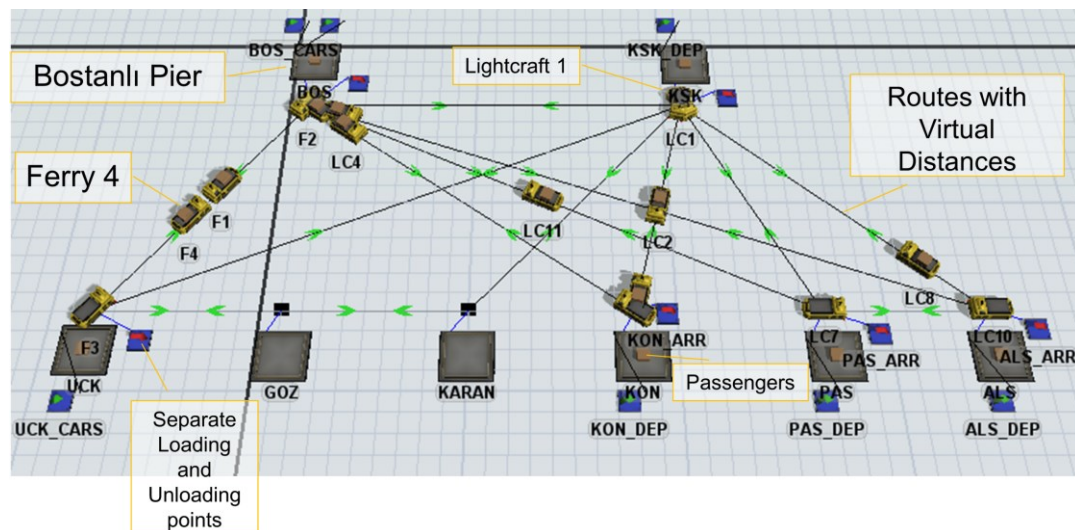 BOS_CARS
KSK_DEP
Bostanlı Pier
Lightcraft 1
BOS
KSK
Routes with
Virtual
Distances
F2
LC4
LC1
Ferry 4
F1
F4
LC11
LC2
LC8
F3
UCK
GOZ
KARAN
KON_ARR
KON
LC7
PAS_ARR
PAS
LC10
ALS_ARR
ALS
Passengers
UCK_CARS
KON_DEP
PAS_DEP
ALS_DEP
Separate
Loading
and
Unloading
points